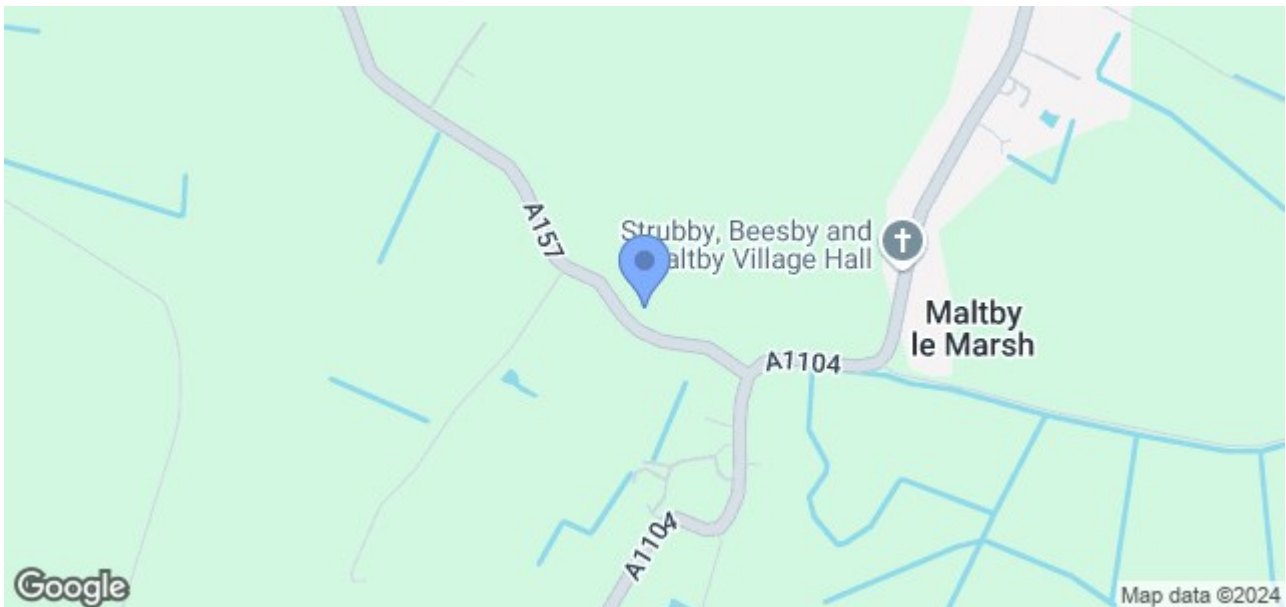 A157
Strubby, Beesby and
altby Village Hall
Maltby
le Marsh
A1104
A1104
Google
Map data ©2024